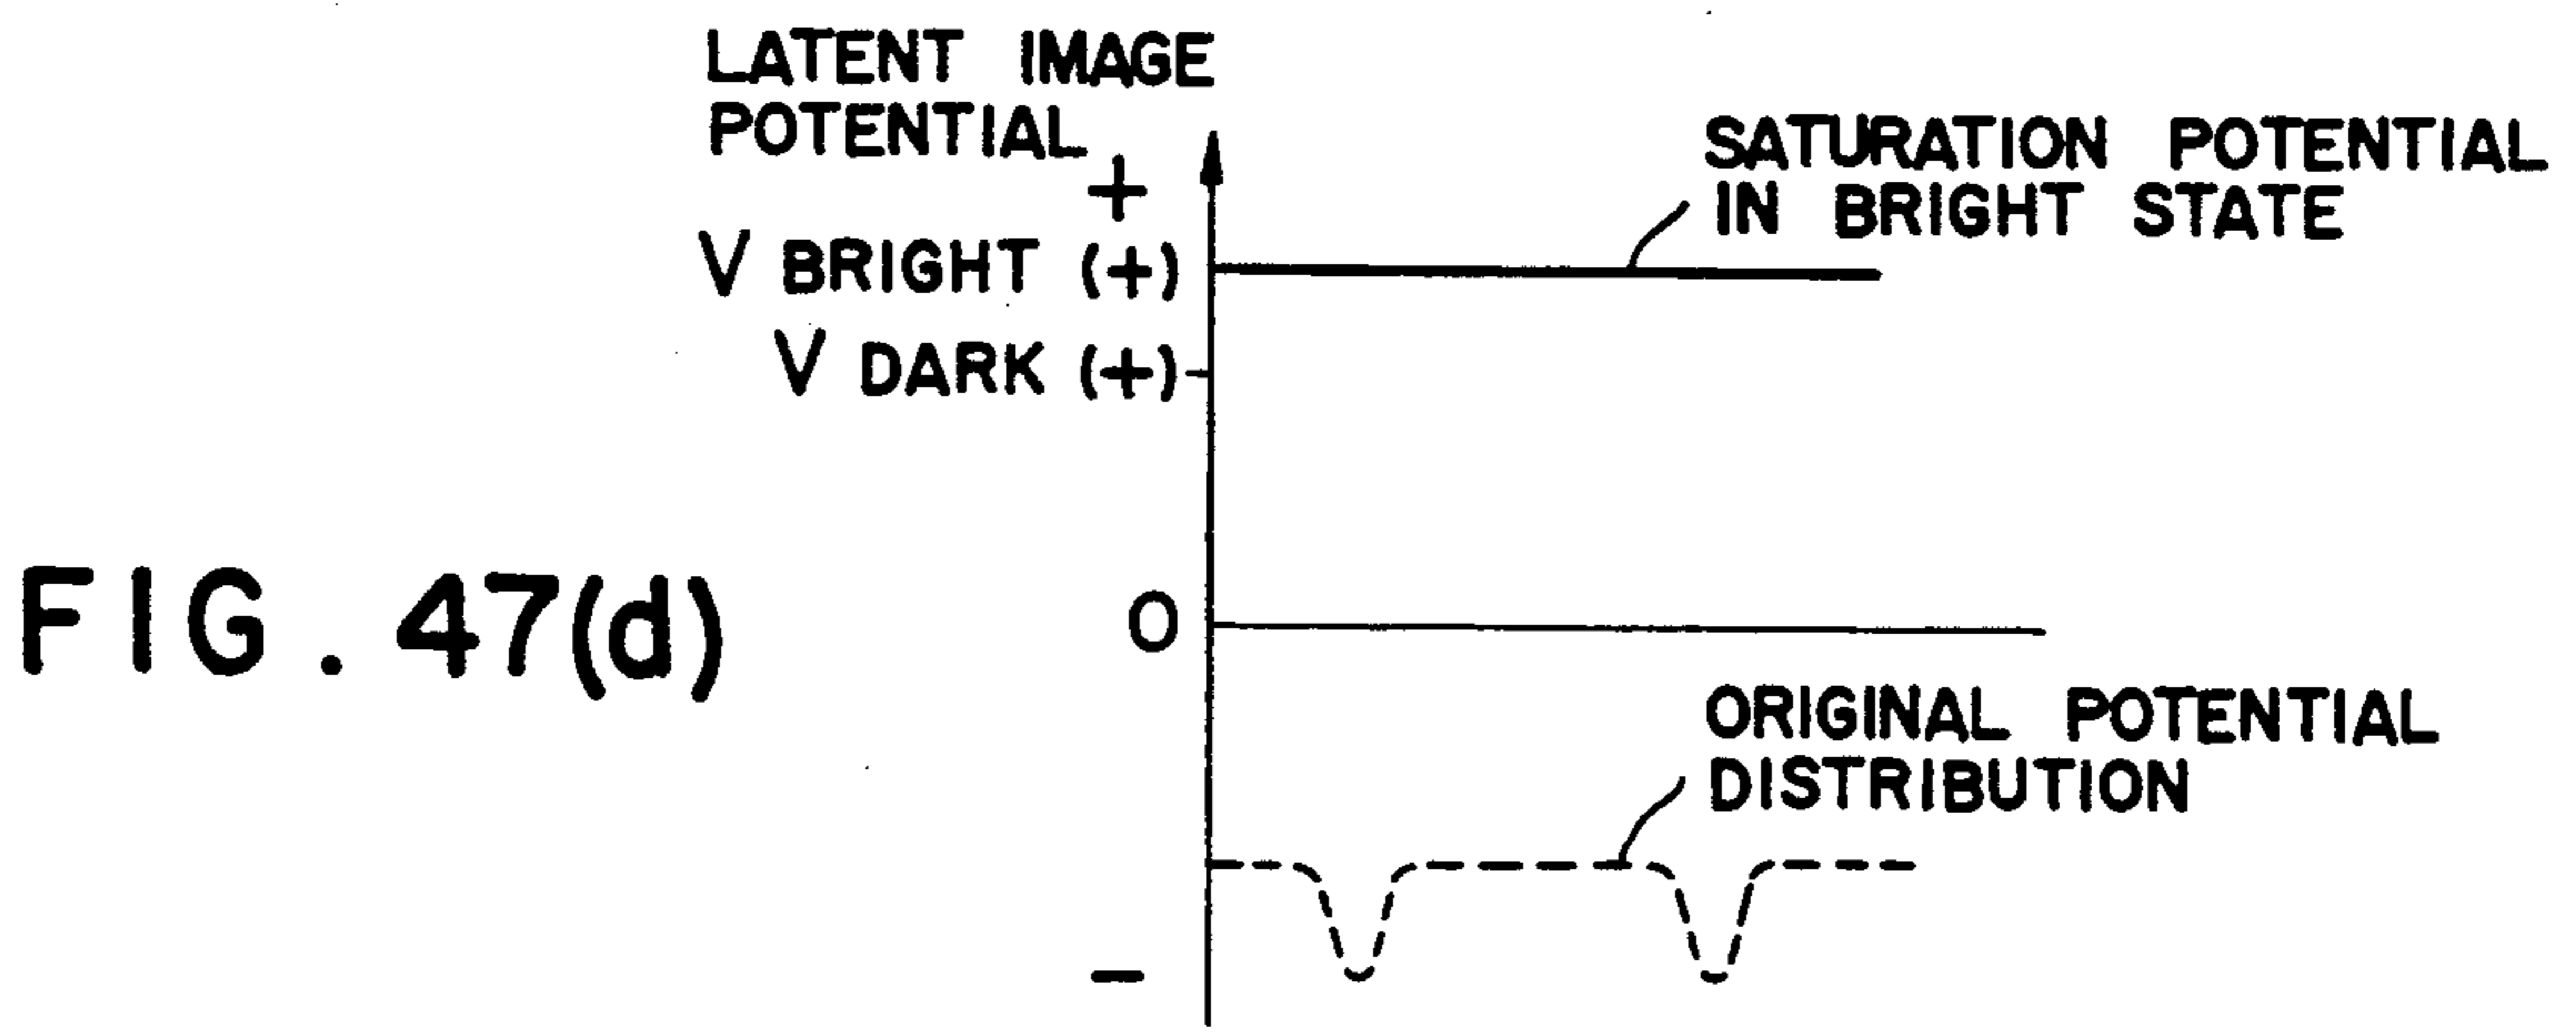 LATENT IMAGE
POTENTIAL
+
SATURATION POTENTIAL
IN BRIGHT STATE
V BRIGHT (+)
V DARK (+)
0
FIG. 47(d)
ORIGINAL POTENTIAL
DISTRIBUTION
-